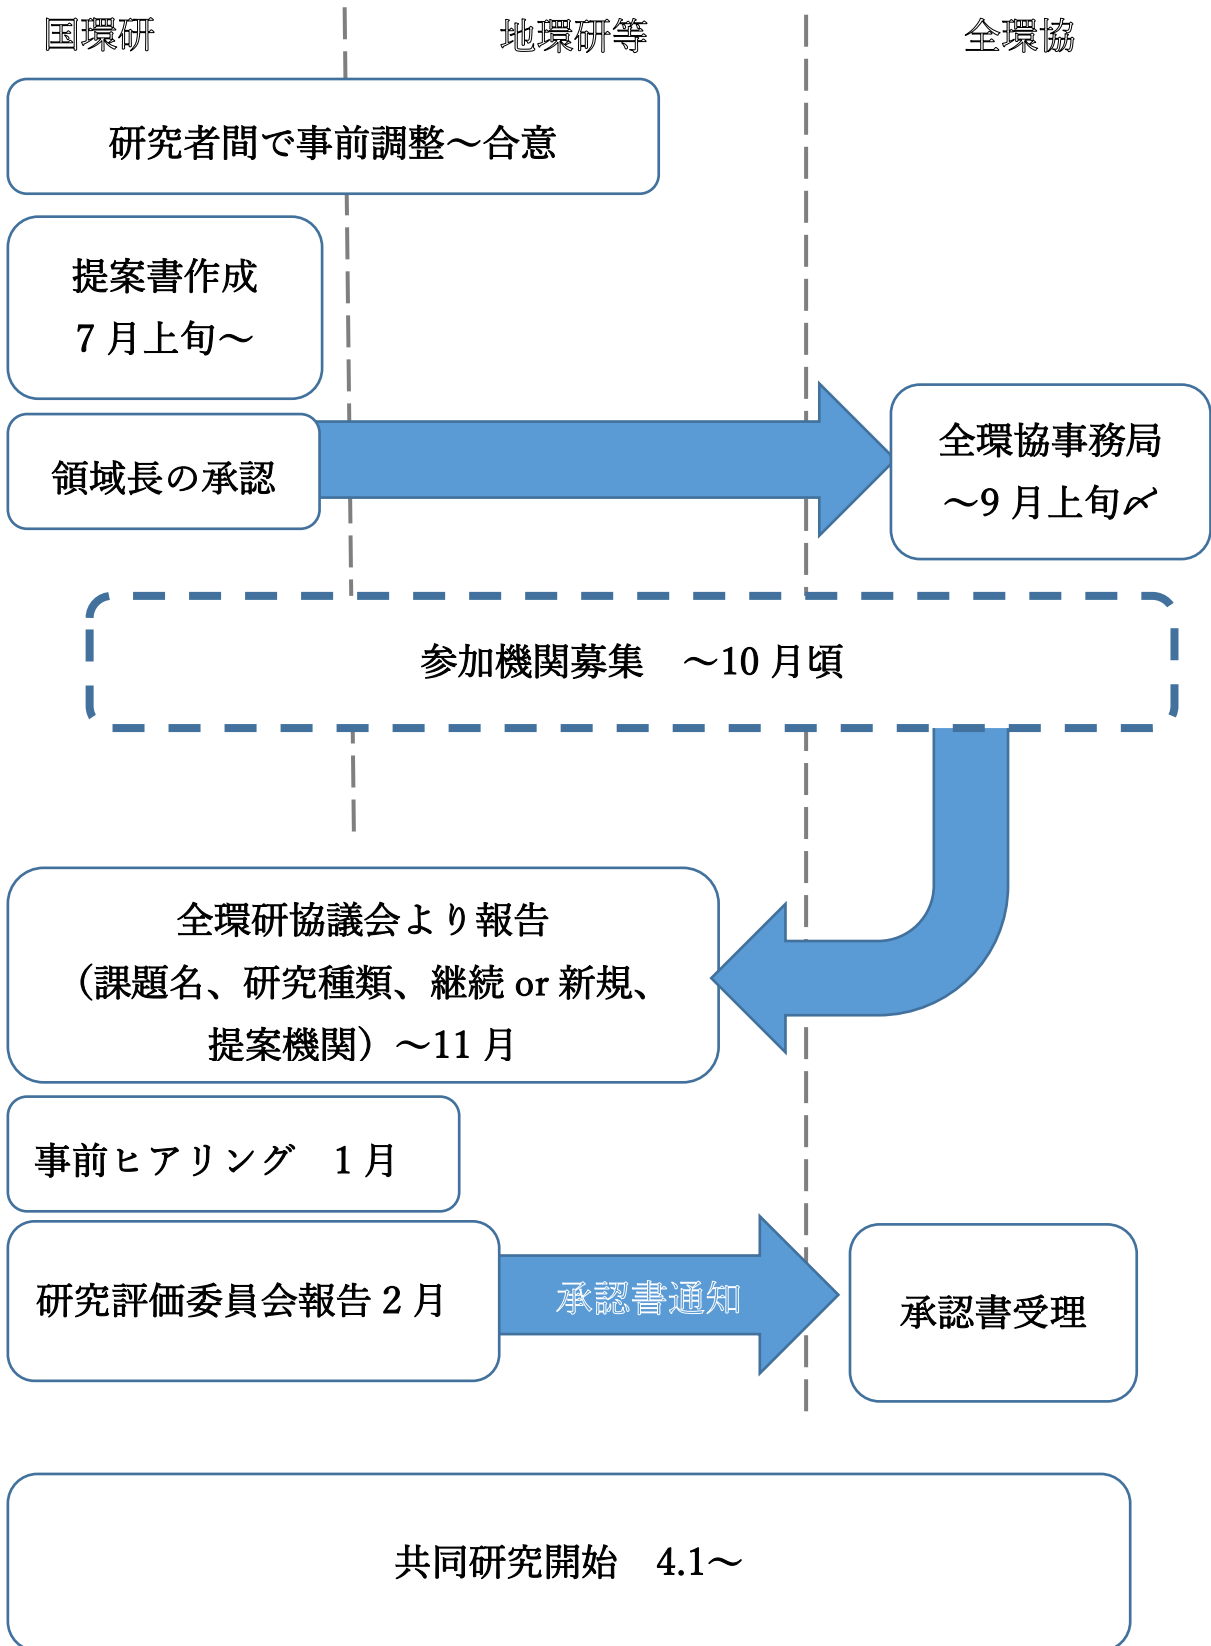 国環研
地環研等
全環協
研究者間で事前調整～合意
提案書作成
7 月上旬～
領域長の承認
全環協事務局
～9 月上旬〆
参加機関募集　～10 月頃
全環研協議会より報告
（課題名、研究種類、継続 or 新規、
提案機関）～11 月
事前ヒアリング　1 月
研究評価委員会報告 2 月
承認書通知
承認書受理
共同研究開始　4.1～